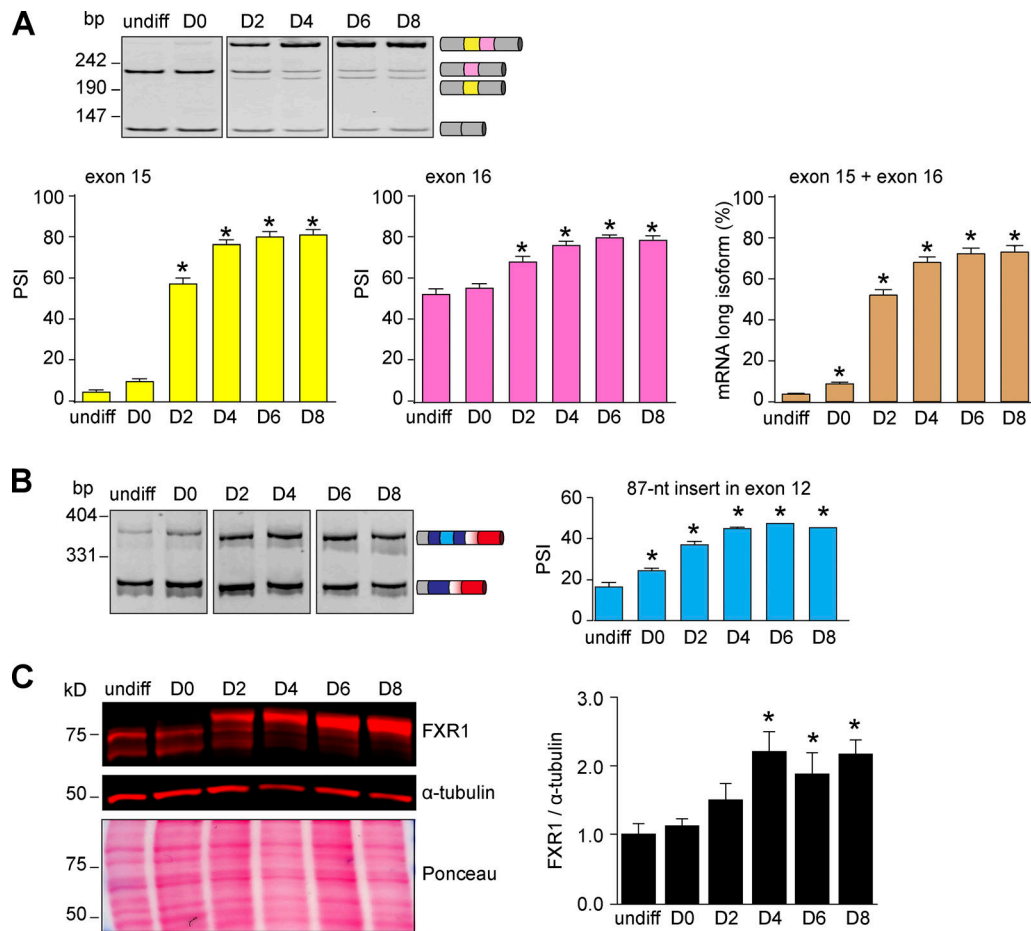 A
bp undiff D0 D2 D4 D6 D8
242
190
147
exon 15
PSI
100
80
60
40
20
0
* * * *
undiff D0 D2 D4 D6 D8
exon 16
PSI
100
80
60
40
20
0
* * * *
undiff D0 D2 D4 D6 D8
exon 15 + exon 16
mRNA long isoform (%)
100
80
60
40
20
0
* * * * *
undiff D0 D2 D4 D6 D8
B
bp undiff D0 D2 D4 D6 D8
404
331
87-nt insert in exon 12
PSI
60
40
20
0
* * * * *
undiff D0 D2 D4 D6 D8
C
kD undiff D0 D2 D4 D6 D8
75
FXR1
50
α-tubulin
75
Ponceau
50
FXR1 / α-tubulin
3.0
2.0
1.0
0.0
* * *
undiff D0 D2 D4 D6 D8